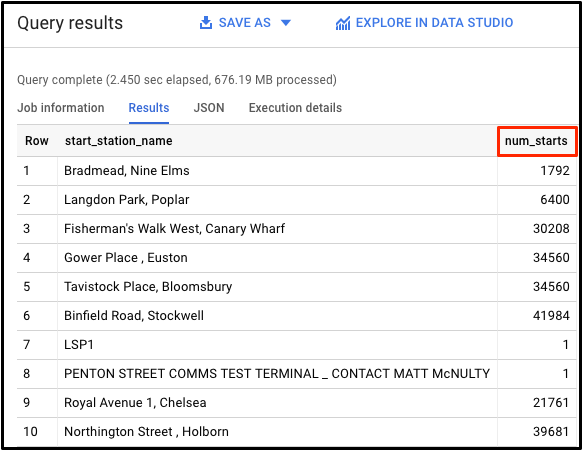 Query results SAVE AS EXPLORE IN DATA STUDIO
Query complete (2.450 sec elapsed, 676.19 MB processed)
Job information Results JSON Execution details
Row start_station_name num_starts
1 Bradmead, Nine Elms 1792
2 Langdon Park, Poplar 6400
3 Fisherman's Walk West, Canary Wharf 30208
4 Gower Place , Euston 34560
5 Tavistock Place, Bloomsbury 34560
6 Binfield Road, Stockwell 41984
7 LSP1 1
8 PENTON STREET COMMS TEST TERMINAL _ CONTACT MATT McNULTY 1
9 Royal Avenue 1, Chelsea 21761
10 Northington Street , Holborn 39681